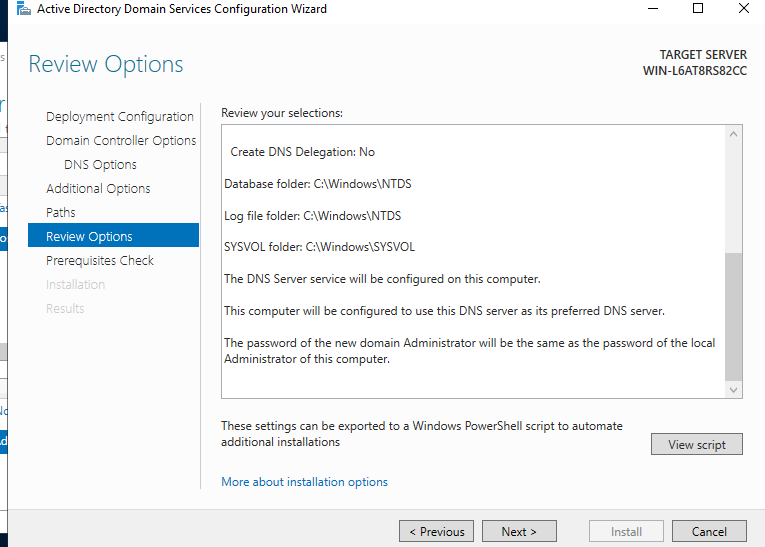 Active Directory Domain Services Configuration Wizard
Review Options
TARGET SERVER
WIN-L6AT8RS82CC
Deployment Configuration
Domain Controller Options
DNS Options
Additional Options
Paths
Review Options
Prerequisites Check
Installation
Results
Review your selections:
Create DNS Delegation: No
Database folder: C:\Windows\NTDS
Log file folder: C:\Windows\NTDS
SYSVOL folder: C:\Windows\SYSVOL
The DNS Server service will be configured on this computer.
This computer will be configured to use this DNS server as its preferred DNS server.
The password of the new domain Administrator will be the same as the password of the local
Administrator of this computer.
These settings can be exported to a Windows PowerShell script to automate
additional installations
View script
More about installation options
< Previous
Next >
Install
Cancel